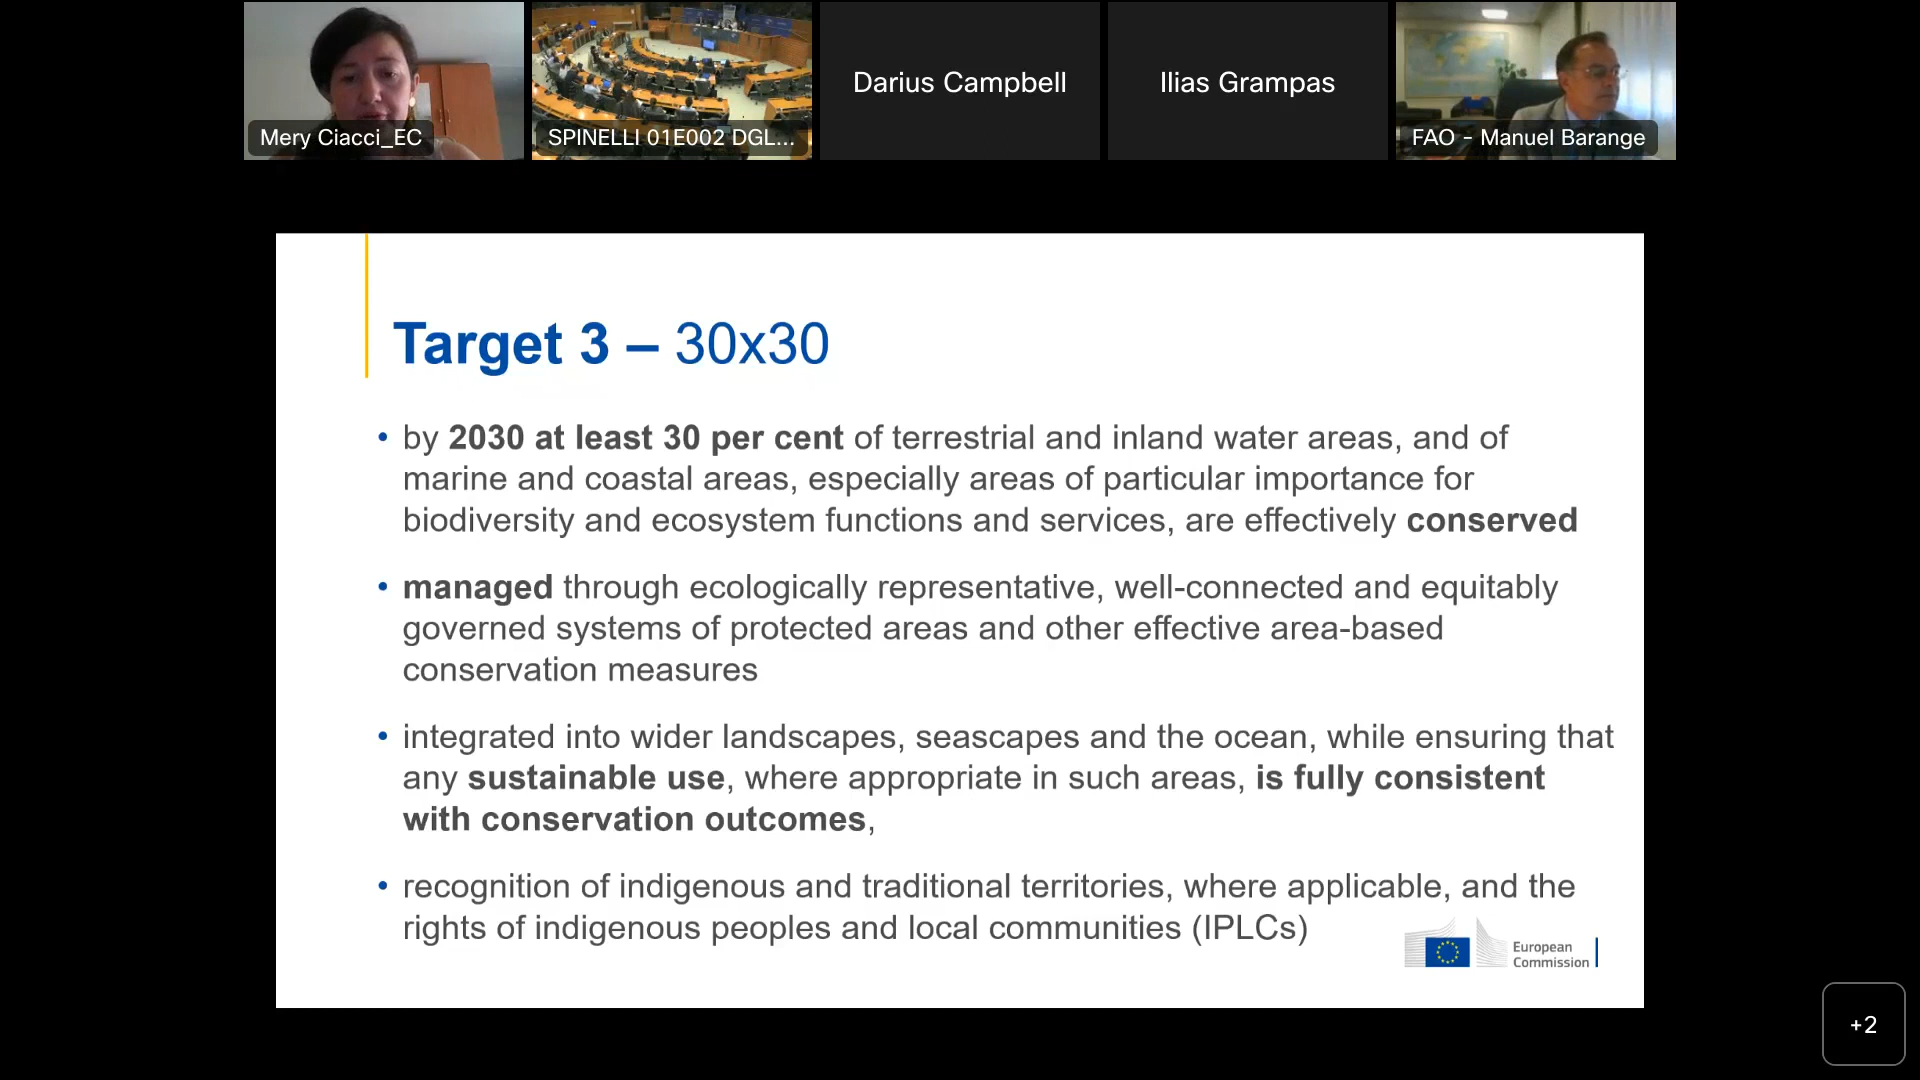 Mery Ciacci_EC
SPINELLI 01E002 DGL...
Darius Campbell
Ilias Grampas
FAO - Manuel Barange
Target 3 – 30x30
• by 2030 at least 30 per cent of terrestrial and inland water areas, and of
marine and coastal areas, especially areas of particular importance for
biodiversity and ecosystem functions and services, are effectively conserved
• managed through ecologically representative, well-connected and equitably
governed systems of protected areas and other effective area-based
conservation measures
• integrated into wider landscapes, seascapes and the ocean, while ensuring that
any sustainable use, where appropriate in such areas, is fully consistent
with conservation outcomes,
• recognition of indigenous and traditional territories, where applicable, and the
rights of indigenous peoples and local communities (IPLCs)
European
Commission
+2